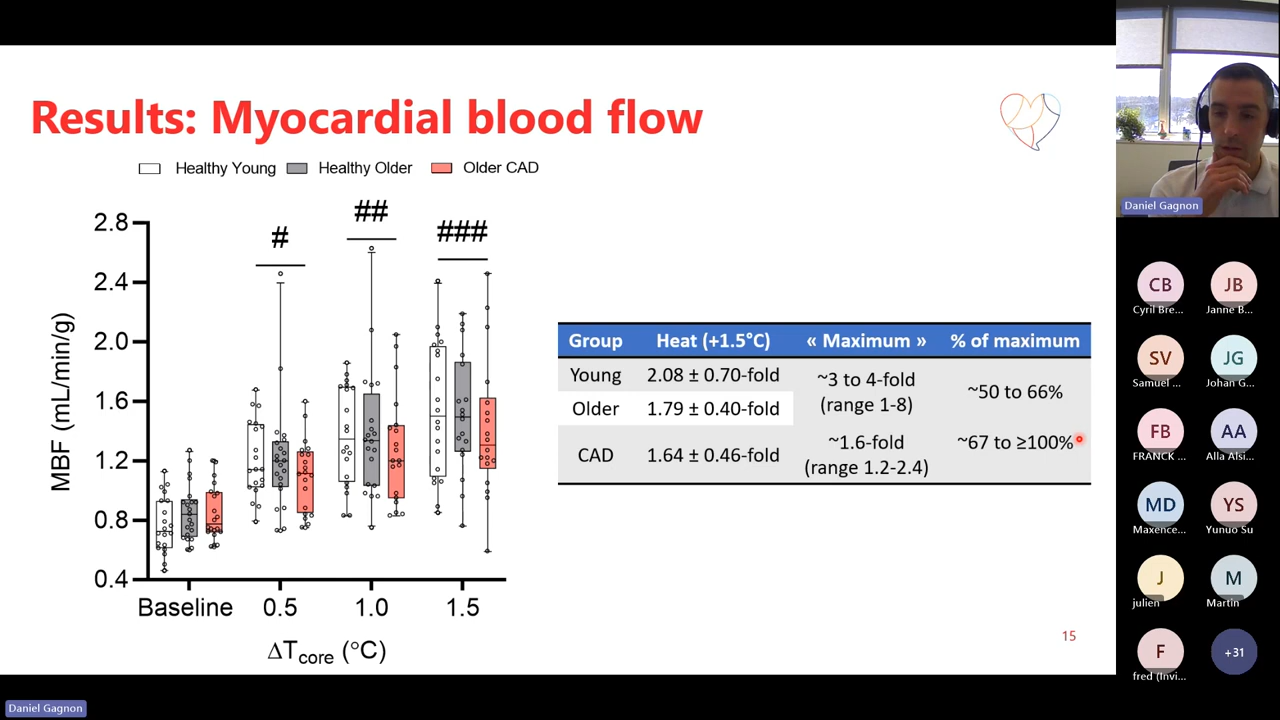 Results: Myocardial blood flow
Healthy Young Healthy Older Older CAD
MBF (mL/min/g)
2.8
2.4
2.0
1.6
1.2
0.8
0.4
#
##
###
Baseline 0.5 1.0 1.5
ΔTcore (°C)
Group Heat (+1.5°C) « Maximum » % of maximum
Young 2.08 ± 0.70-fold ~3 to 4-fold (range 1-8) ~50 to 66%
Older 1.79 ± 0.40-fold
CAD 1.64 ± 0.46-fold ~1.6-fold (range 1.2-2.4) ~67 to ≥100%
15
Daniel Gagnon
CB JB
Cyril Bre... Janne B...
SV JG
Samuel ... Johan G...
FB AA
FRANCK ... Alla Alsi...
MD YS
Maxence... Yunuo Su
J M
julien Martin
F +31
fred (Invi...
Daniel Gagnon